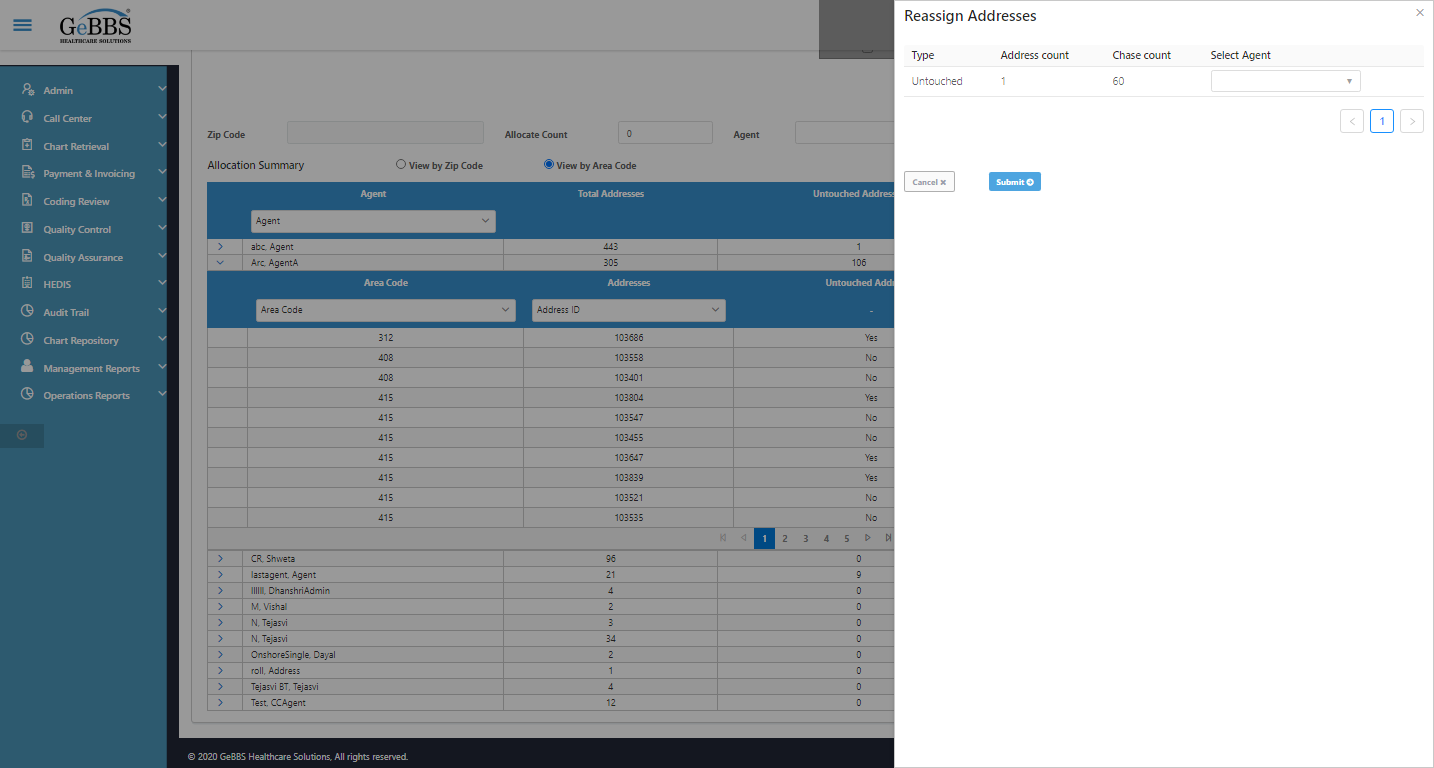 GeBBS
HEALTHCARE SOLUTIONS
Admin
Call Center
Chart Retrieval
Payment & Invoicing
Coding Review
Quality Control
Quality Assurance
HEDIS
Audit Trail
Chart Repository
Management Reports
Operations Reports
Zip Code
Allocate Count 0
Agent
Allocation Summary View by Zip Code View by Area Code
Agent Total Addresses Untouched Address
Agent
abc, Agent 443 1
Arc, AgentA 305 106
Area Code Addresses Untouched Addr
Area Code Address ID -
312 103686 Yes
408 103558 No
408 103401 No
415 103804 Yes
415 103547 No
415 103455 No
415 103647 Yes
415 103839 Yes
415 103521 No
415 103535 No
1 2 3 4 5
CR, Shweta 96 0
lastagent, Agent 21 9
llllll, DhanshriAdmin 4 0
M, Vishal 2 0
N, Tejasvi 3 0
N, Tejasvi 34 0
OnshoreSingle, Dayal 2 0
roll, Address 1 0
Tejasvi BT, Tejasvi 4 0
Test, CCAgent 12 0
© 2020 GeBBS Healthcare Solutions, All rights reserved.
Reassign Addresses
Type Address count Chase count Select Agent
Untouched 1 60
1
Cancel
Submit